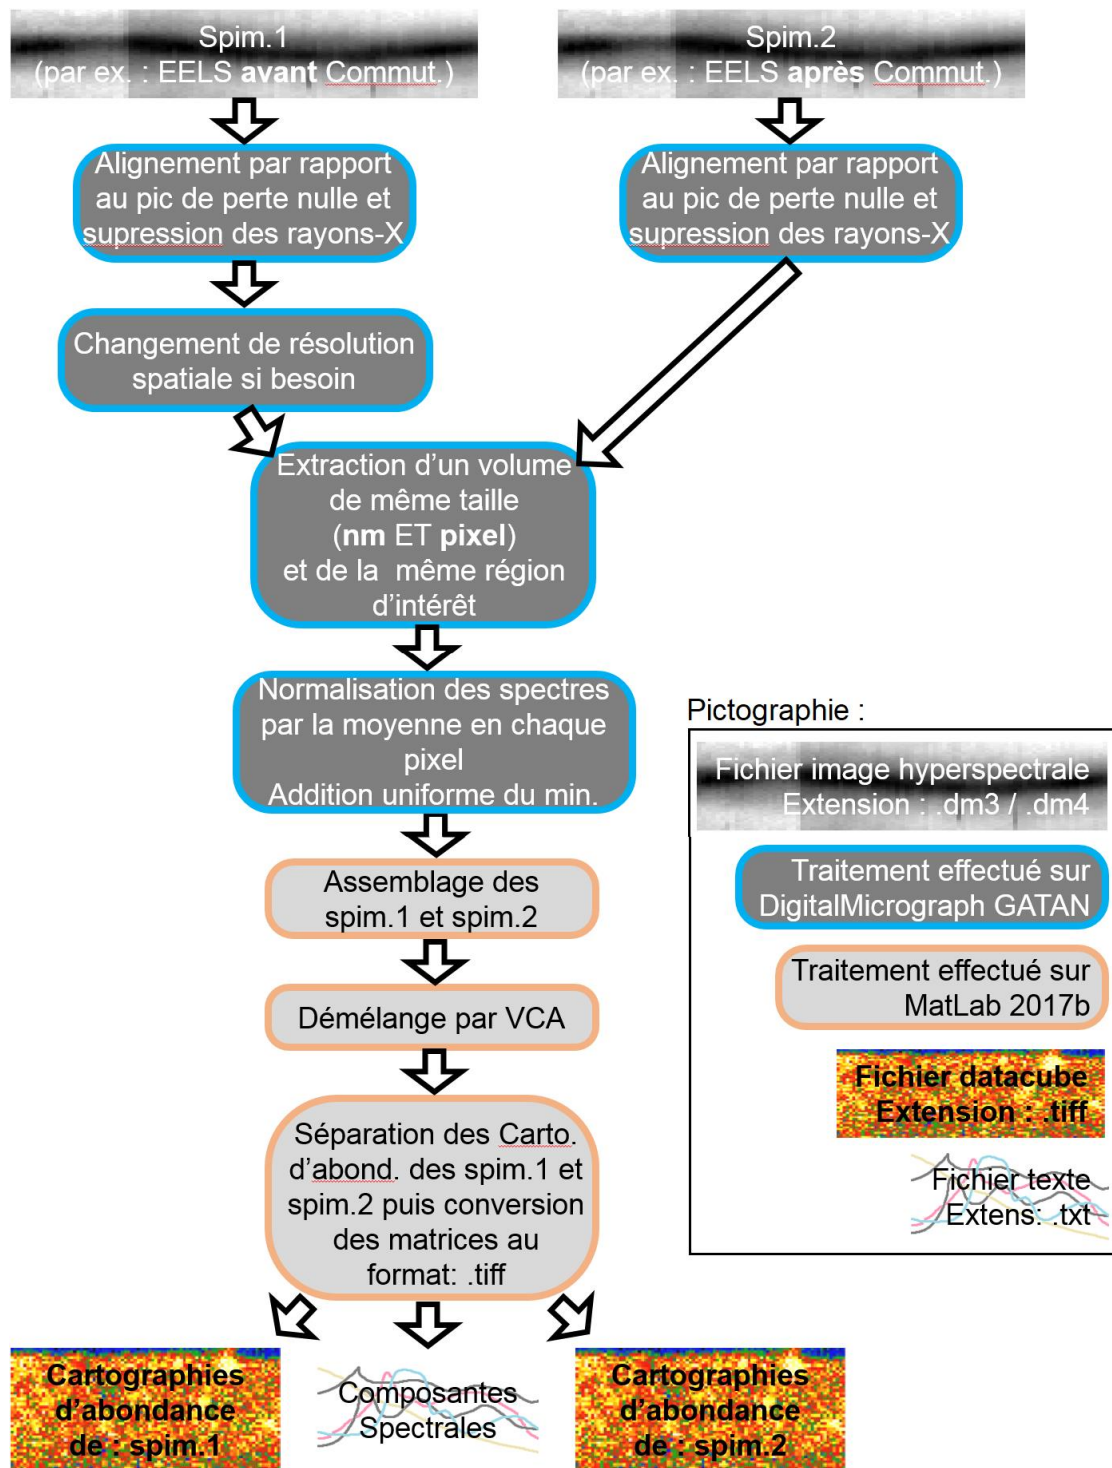 Spim.1
(par ex. : EELS avant Commut.)
Spim.2
(par ex. : EELS après Commut.)
Alignement par rapport
au pic de perte nulle et
supression des rayons-X
Alignement par rapport
au pic de perte nulle et
supression des rayons-X
Changement de résolution
spatiale si besoin
Extraction d'un volume
de même taille
(nm ET pixel)
et de la même région
d'intérêt
Normalisation des spectres
par la moyenne en chaque
pixel
Addition uniforme du min.
Assemblage des
spim.1 et spim.2
Démélange par VCA
Séparation des Carto.
d'abond. des spim.1 et
spim.2 puis conversion
des matrices au
format: .tiff
Cartographies
d'abondance
de : spim.1
Composantes
Spectrales
Cartographies
d'abondance
de : spim.2
Pictographie :
Fichier image hyperspectrale
Extension : .dm3 / .dm4
Traitement effectué sur
DigitalMicrograph GATAN
Traitement effectué sur
MatLab 2017b
Fichier datacube
Extension : .tiff
Fichier texte
Extens: .txt